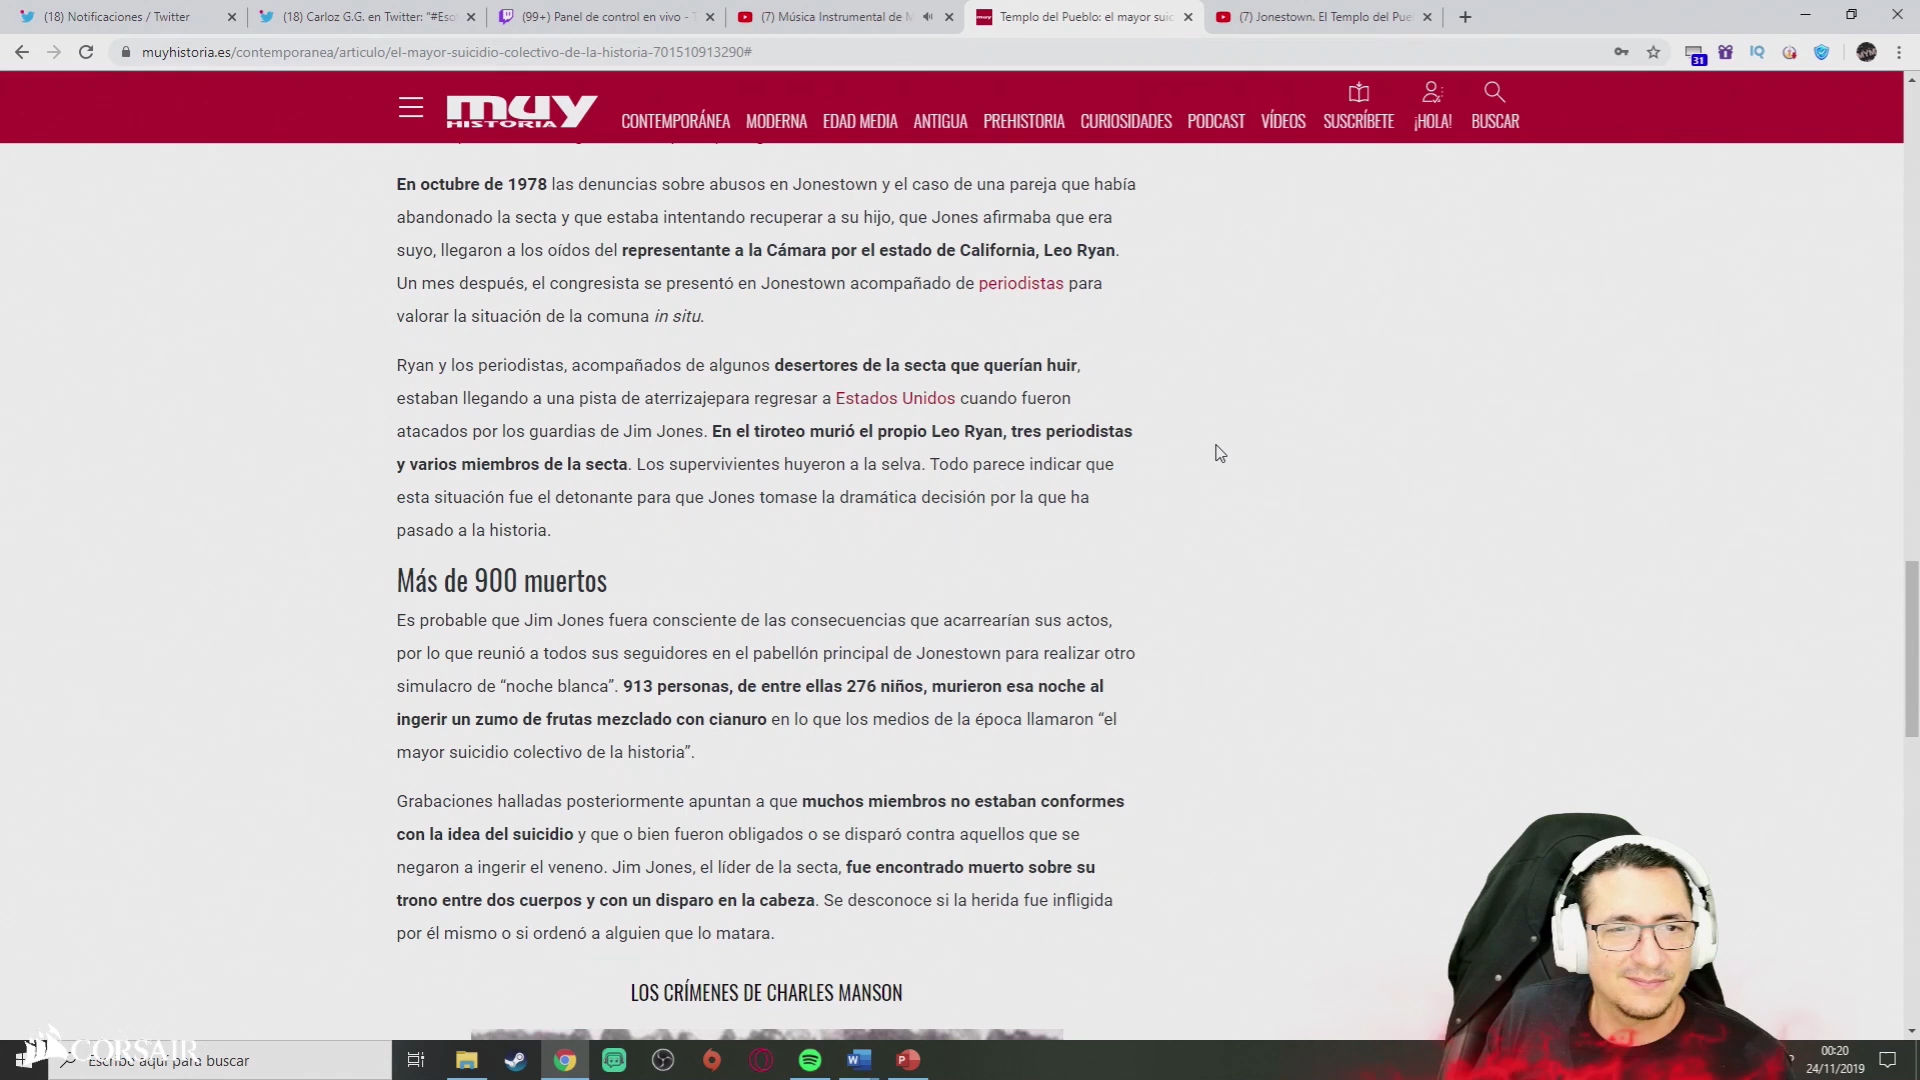 (18) Notificaciones / Twitter
(18) Carloz G.G. en Twitter: "#Eso
(99+) Panel de control en vivo - T
(7) Música Instrumental de M
Templo del Pueblo: el mayor suic
(7) Jonestown. El Templo del Pue
muyhistoria.es/contemporanea/articulo/el-mayor-suicidio-colectivo-de-la-historia-701510913290#
31
IQ
muy
HISTORIA
CONTEMPORÁNEA
MODERNA
EDAD MEDIA
ANTIGUA
PREHISTORIA
CURIOSIDADES
PODCAST
VÍDEOS
SUSCRÍBETE
¡HOLA!
BUSCAR
En octubre de 1978 las denuncias sobre abusos en Jonestown y el caso de una pareja que había
abandonado la secta y que estaba intentando recuperar a su hijo, que Jones afirmaba que era
suyo, llegaron a los oídos del representante a la Cámara por el estado de California, Leo Ryan.
Un mes después, el congresista se presentó en Jonestown acompañado de periodistas para
valorar la situación de la comuna in situ.
Ryan y los periodistas, acompañados de algunos desertores de la secta que querían huir,
estaban llegando a una pista de aterrizajepara regresar a Estados Unidos cuando fueron
atacados por los guardias de Jim Jones. En el tiroteo murió el propio Leo Ryan, tres periodistas
y varios miembros de la secta. Los supervivientes huyeron a la selva. Todo parece indicar que
esta situación fue el detonante para que Jones tomase la dramática decisión por la que ha
pasado a la historia.
Más de 900 muertos
Es probable que Jim Jones fuera consciente de las consecuencias que acarrearían sus actos,
por lo que reunió a todos sus seguidores en el pabellón principal de Jonestown para realizar otro
simulacro de “noche blanca”. 913 personas, de entre ellas 276 niños, murieron esa noche al
ingerir un zumo de frutas mezclado con cianuro en lo que los medios de la época llamaron “el
mayor suicidio colectivo de la historia”.
Grabaciones halladas posteriormente apuntan a que muchos miembros no estaban conformes
con la idea del suicidio y que o bien fueron obligados o se disparó contra aquellos que se
negaron a ingerir el veneno. Jim Jones, el líder de la secta, fue encontrado muerto sobre su
trono entre dos cuerpos y con un disparo en la cabeza. Se desconoce si la herida fue infligida
por él mismo o si ordenó a alguien que lo matara.
LOS CRÍMENES DE CHARLES MANSON
CORSAIR
Escribe aquí para buscar
00:20
24/11/2019